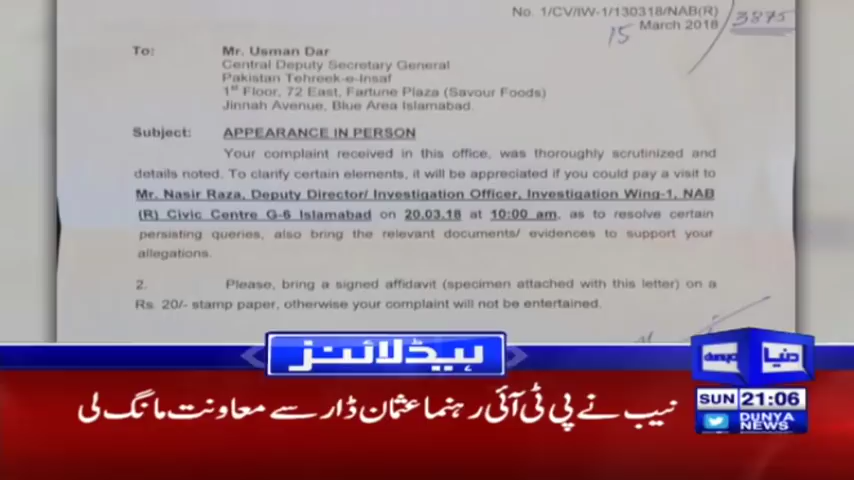 No. 1/CV/IW-1/130318/NAB(R)
15 March 2018
3875
To: Mr. Usman Dar
Central Deputy Secretary General
Pakistan Tehreek-e-Insaf
1st Floor, 72 East, Fartune Plaza (Savour Foods)
Jinnah Avenue, Blue Area Islamabad.
Subject: APPEARANCE IN PERSON
Your complaint received in this office, was thoroughly scrutinized and
details noted. To clarify certain elements, it will be appreciated if you could pay a visit to
Mr. Nasir Raza, Deputy Director/ Investigation Officer, Investigation Wing-1, NAB
(R) Civic Centre G-6 Islamabad on 20.03.18 at 10:00 am, as to resolve certain
persisting queries, also bring the relevant documents/ evidences to support your
allegations.
2. Please, bring a signed affidavit (specimen attached with this letter) on a
Rs. 20/- stamp paper, otherwise your complaint will not be entertained.
ہیڈلائنز
نیب نے پی ٹی آئی رہنما عثمان ڈار سے معاونت مانگ لی
دنیا
SUN 21:06
DUNYA
NEWS